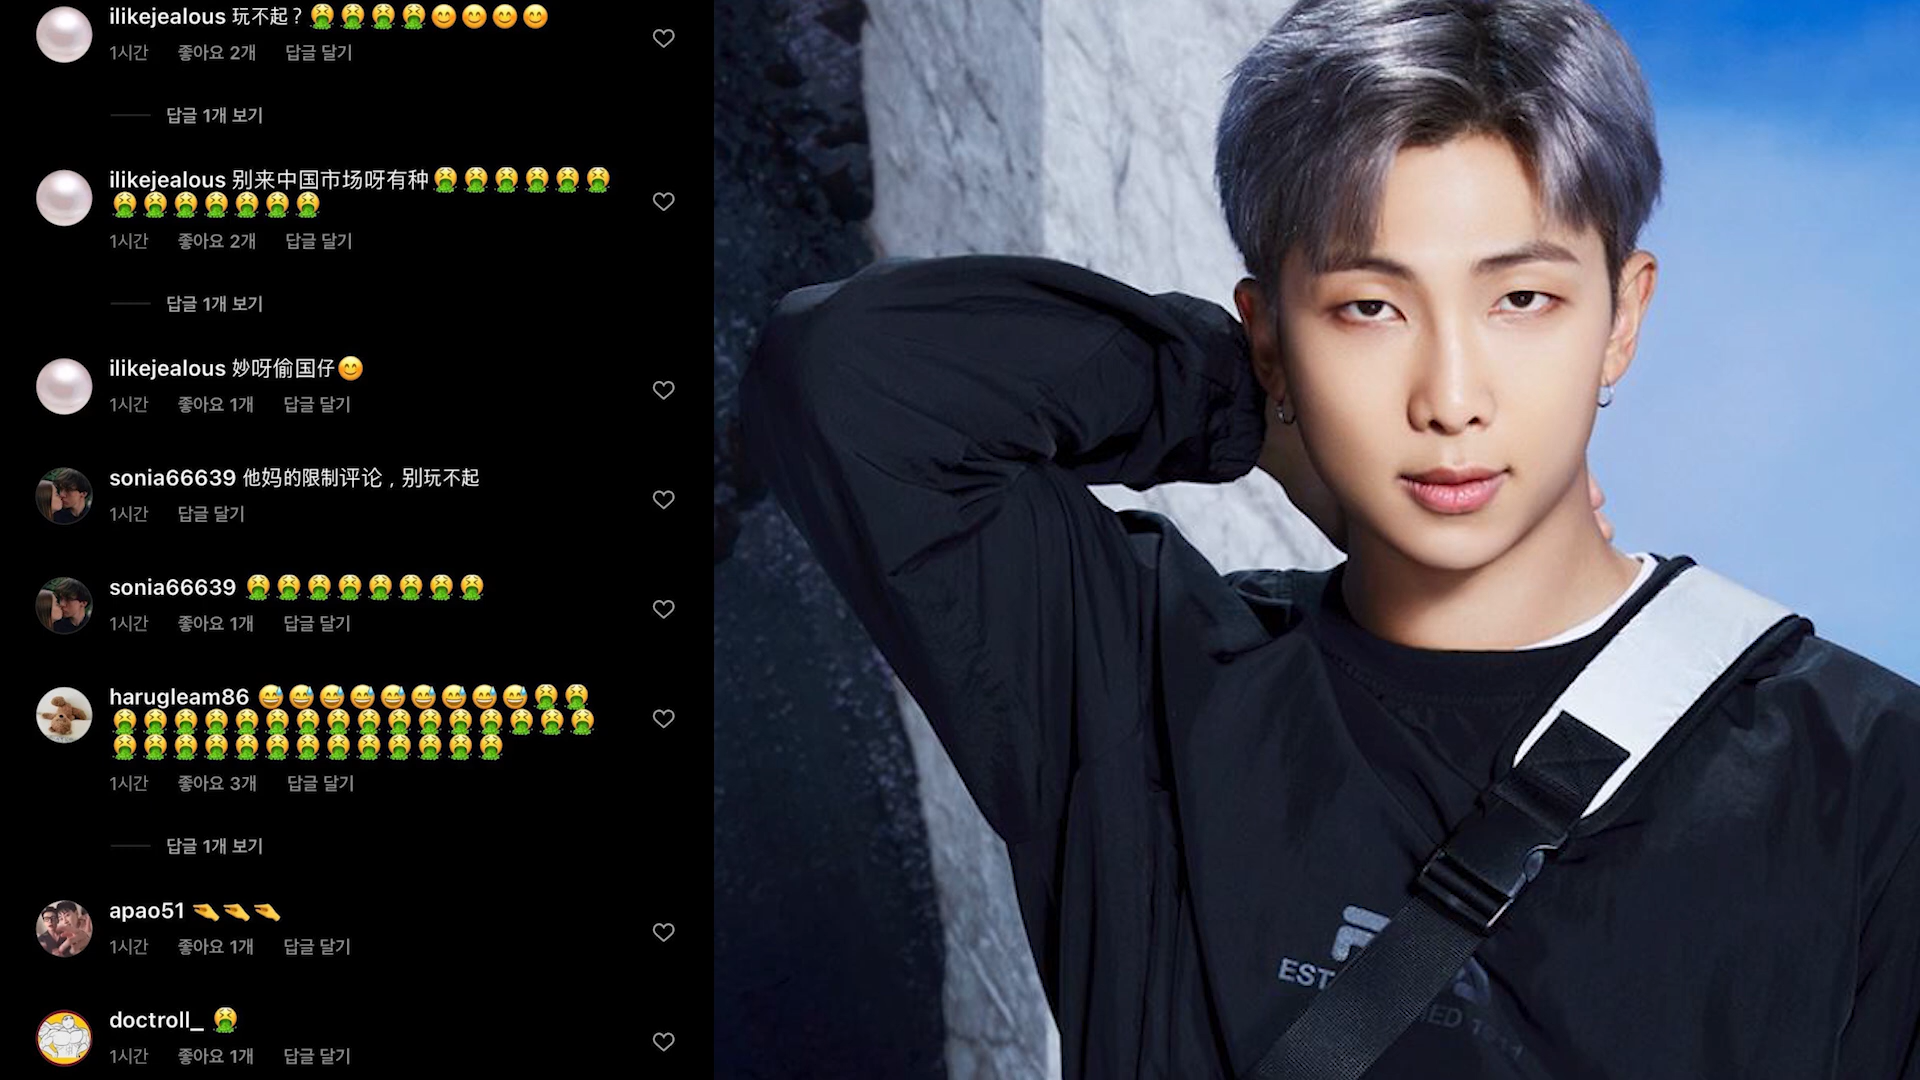 ilikejealous 玩不起？🤮🤮🤮🤮😊😊😊😊
1시간 좋아요 2개 답글 달기
답글 1개 보기
ilikejealous 别来中国市场呀有种🤮🤮🤮🤮🤮🤮
🤮🤮🤮🤮🤮🤮🤮
1시간 좋아요 2개 답글 달기
답글 1개 보기
ilikejealous 妙呀偷国仔😊
1시간 좋아요 1개 답글 달기
sonia66639 他妈的限制评论，别玩不起
1시간 답글 달기
sonia66639 🤮🤮🤮🤮🤮🤮🤮🤮
1시간 좋아요 1개 답글 달기
harugleam86 😅😅😅😅😅😅😅😅😅🤮🤮
🤮🤮🤮🤮🤮🤮🤮🤮🤮🤮🤮🤮🤮🤮🤮🤮
🤮🤮🤮🤮🤮🤮🤮🤮🤮🤮🤮🤮🤮
1시간 좋아요 3개 답글 달기
답글 1개 보기
apao51 🤏🤏🤏
1시간 좋아요 1개 답글 달기
doctroll_ 🤮
1시간 좋아요 1개 답글 달기
EST